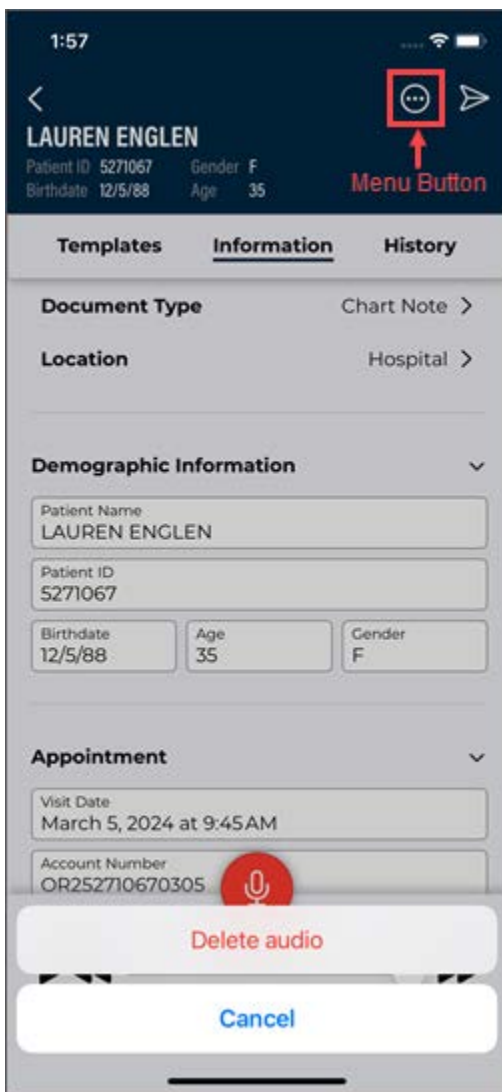 1:57
LAUREN ENGLEN
Patient ID 5271067 Gender F
Birthdate 12/5/88 Age 35
Menu Button
Templates Information History
Document Type Chart Note
Location Hospital
Demographic Information
Patient Name
LAUREN ENGLEN
Patient ID
5271067
Birthdate Age Gender
12/5/88 35 F
Appointment
Visit Date
March 5, 2024 at 9:45 AM
Account Number
OR252710670305
Delete audio
Cancel